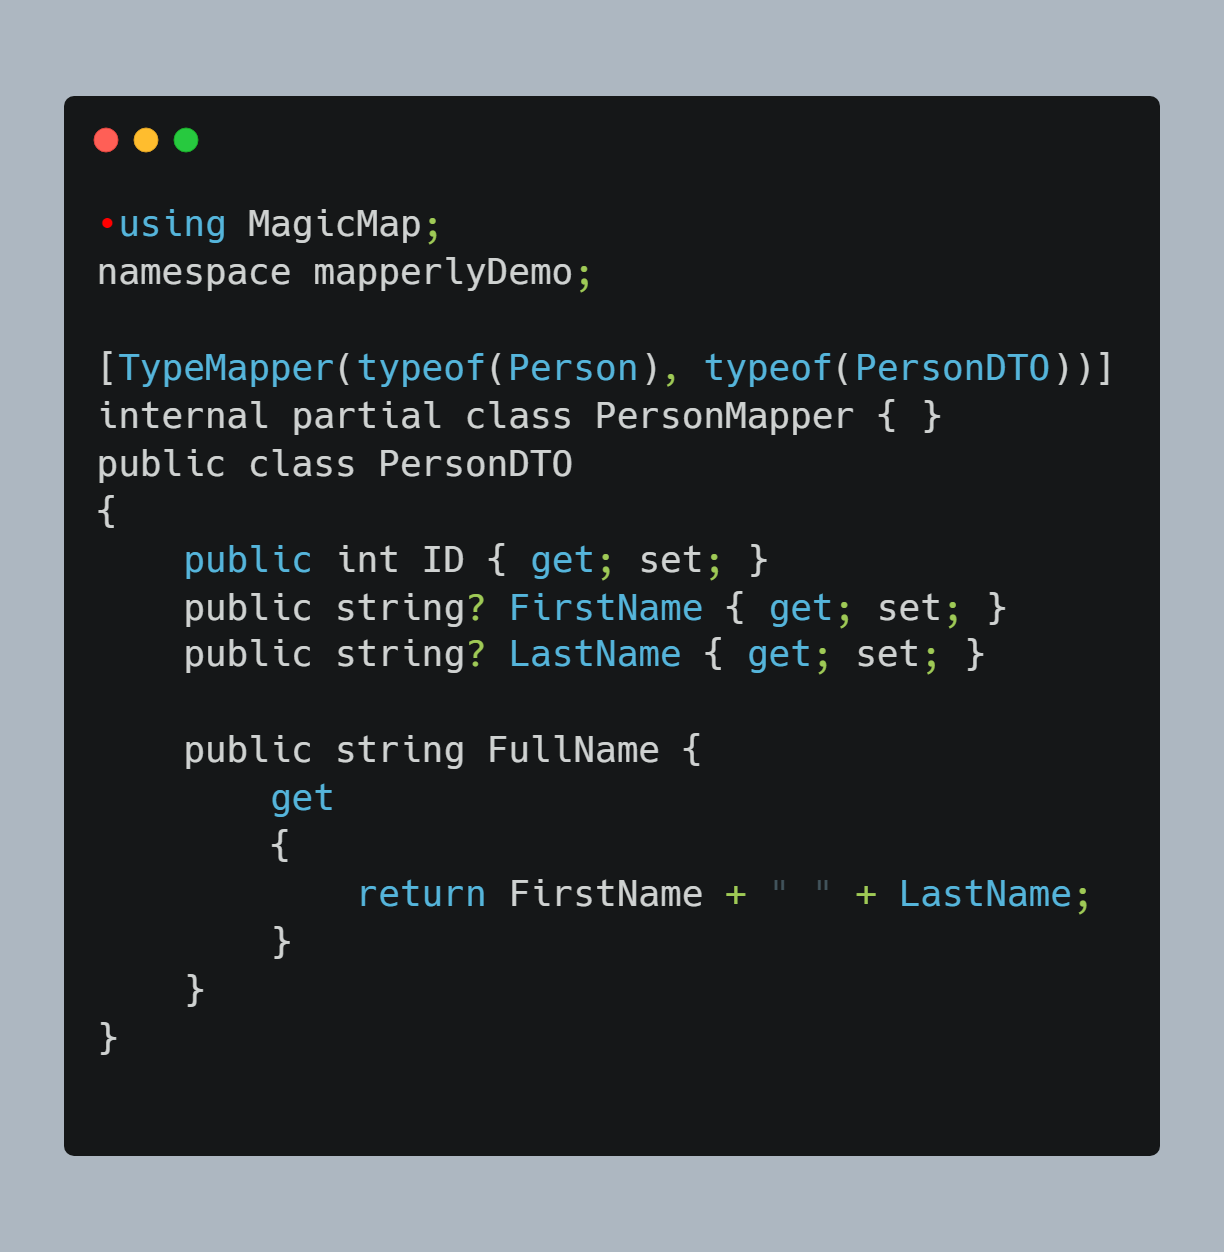 •using MagicMap;
namespace mapperlyDemo;

[TypeMapper(typeof(Person), typeof(PersonDTO))]
internal partial class PersonMapper { }
public class PersonDTO
{
    public int ID { get; set; }
    public string? FirstName { get; set; }
    public string? LastName { get; set; }

    public string FullName {
        get
        {
            return FirstName + " " + LastName;
        }
    }
}